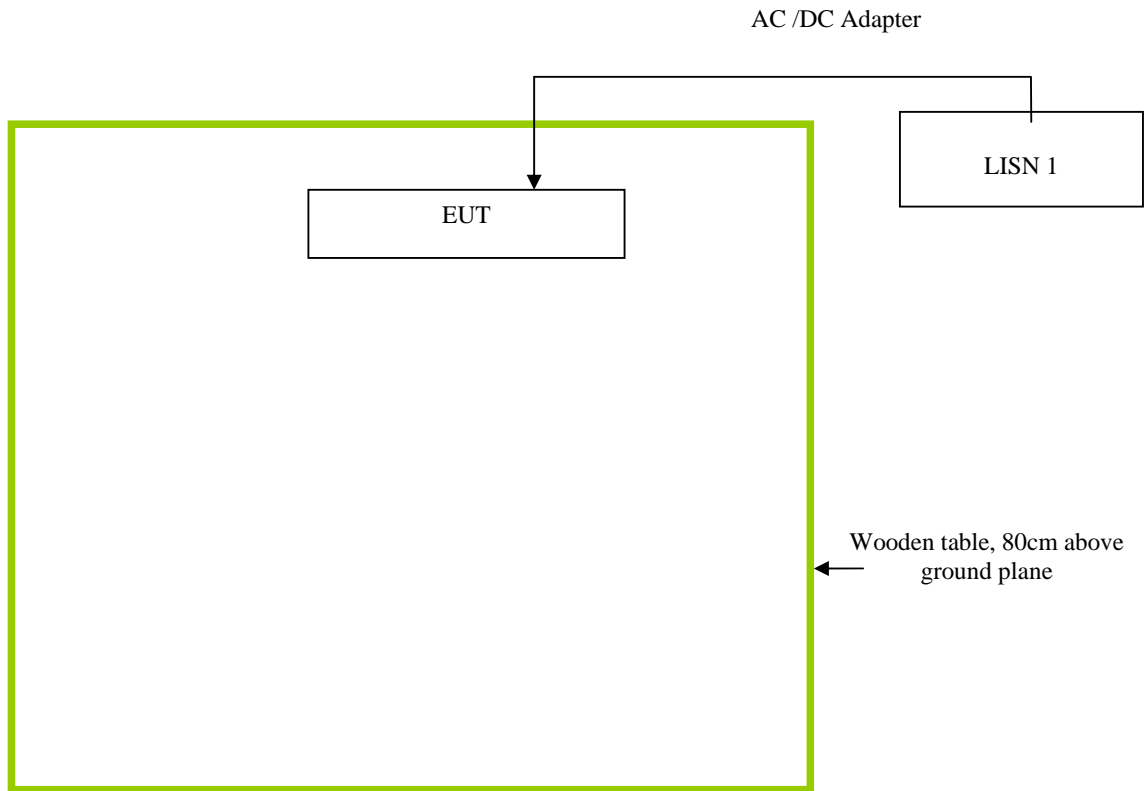 AC /DC Adapter
LISN 1
EUT
Wooden table, 80cm above
ground plane